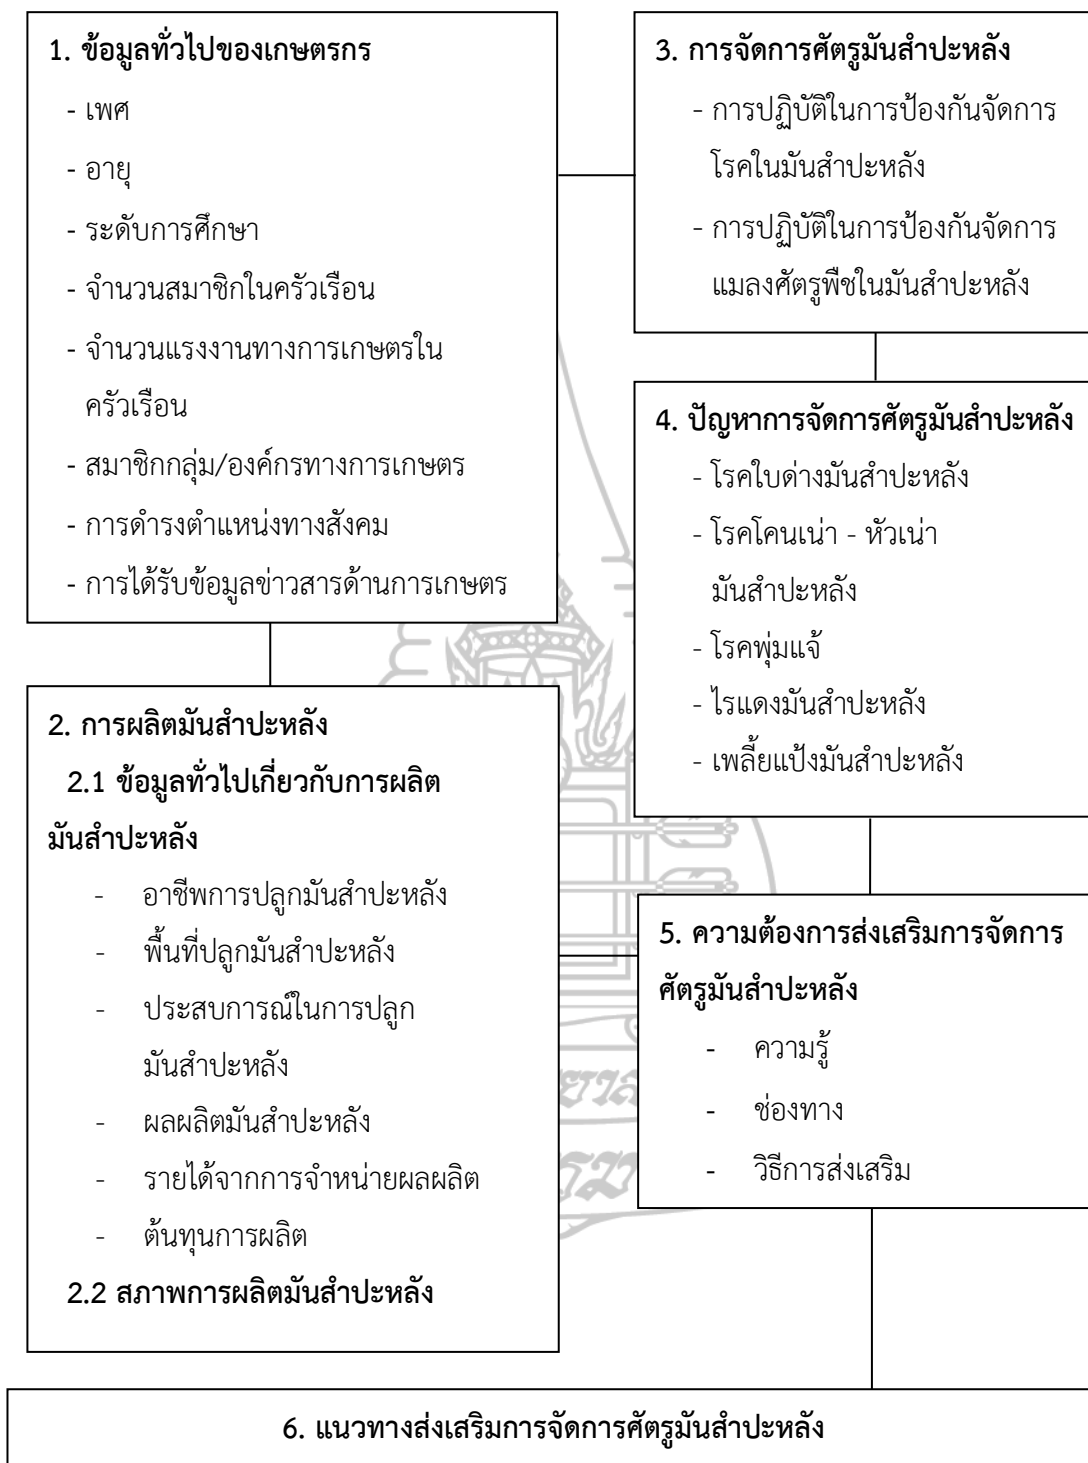 1. ข้อมูลทั่วไปของเกษตรกร
- เพศ
- อายุ
- ระดับการศึกษา
- จำนวนสมาชิกในครัวเรือน
- จำนวนแรงงานทางการเกษตรใน
ครัวเรือน
- สมาชิกกลุ่ม/องค์กรทางการเกษตร
- การดำรงตำแหน่งทางสังคม
- การได้รับข้อมูลข่าวสารด้านการเกษตร
2. การผลิตมันสำปะหลัง
2.1 ข้อมูลทั่วไปเกี่ยวกับการผลิต
มันสำปะหลัง
- อาชีพการปลูกมันสำปะหลัง
- พื้นที่ปลูกมันสำปะหลัง
- ประสบการณ์ในการปลูก
มันสำปะหลัง
- ผลผลิตมันสำปะหลัง
- รายได้จากการจำหน่ายผลผลิต
- ต้นทุนการผลิต
2.2 สภาพการผลิตมันสำปะหลัง
3. การจัดการศัตรูมันสำปะหลัง
- การปฏิบัติในการป้องกันจัดการ
โรคในมันสำปะหลัง
- การปฏิบัติในการป้องกันจัดการ
แมลงศัตรูพืชในมันสำปะหลัง
4. ปัญหาการจัดการศัตรูมันสำปะหลัง
- โรคใบด่างมันสำปะหลัง
- โรคโคนเน่า - หัวเน่า
มันสำปะหลัง
- โรคพุ่มแจ้
- ไรแดงมันสำปะหลัง
- เพลี้ยแป้งมันสำปะหลัง
5. ความต้องการส่งเสริมการจัดการ
ศัตรูมันสำปะหลัง
- ความรู้
- ช่องทาง
- วิธีการส่งเสริม
6. แนวทางส่งเสริมการจัดการศัตรูมันสำปะหลัง